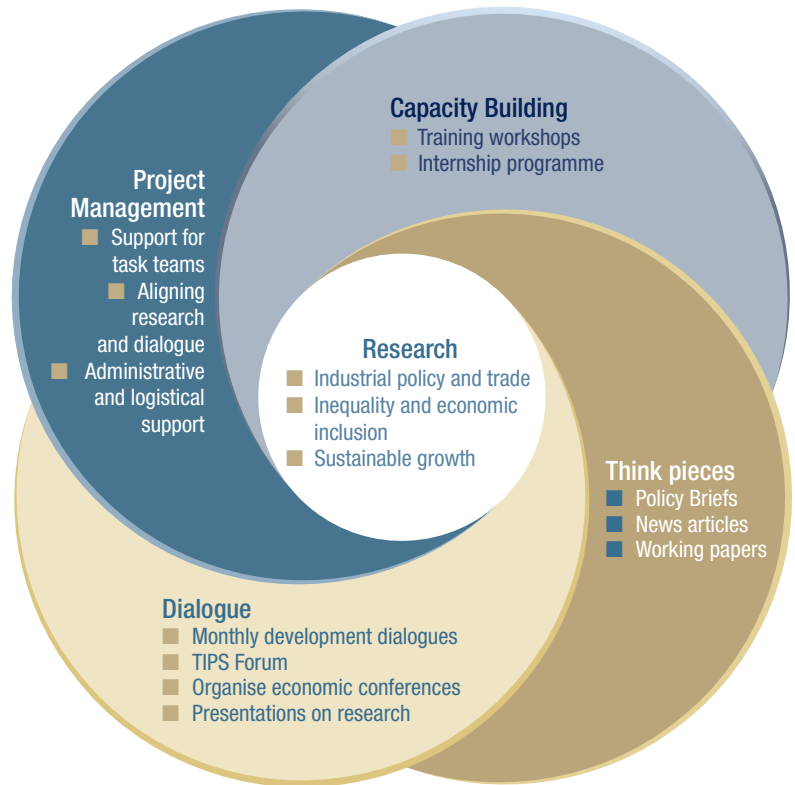 Capacity Building
Training workshops
Internship programme
Project
Management
Support for
task teams
Aligning
research
and dialogue
Administrative
and logistical
support
Research
Industrial policy and trade
Inequality and economic
inclusion
Sustainable growth
Think pieces
Policy Briefs
News articles
Working papers
Dialogue
Monthly development dialogues
TIPS Forum
Organise economic conferences
Presentations on research